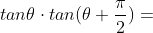 tanθ · tan(θ + π/2) =